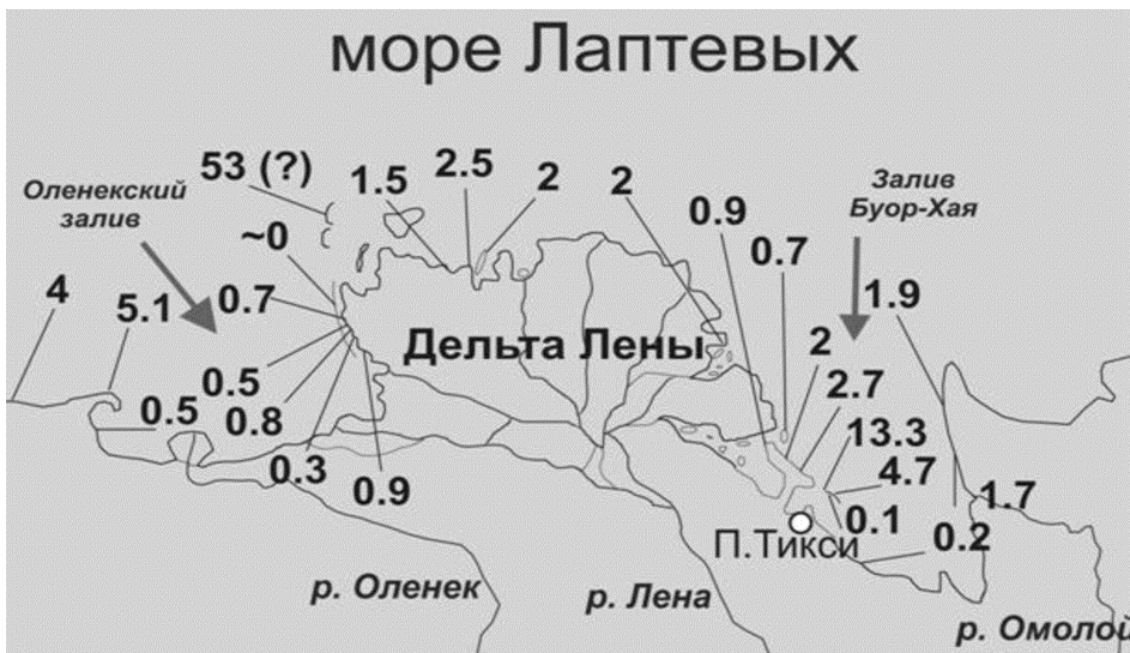 море Лаптевых
53 (?)
1.5
2.5
2
2
Оленекский
залив
~0
0.9
0.7
Залив
Буор-Хая
4
5.1
0.7
1.9
Дельта Лены
2
0.5
2.7
0.5
0.8
13.3
0.3
4.7
0.9
1.7
0.1
0.2
П.Тикси
р. Оленек
р. Лена
р. Омолой